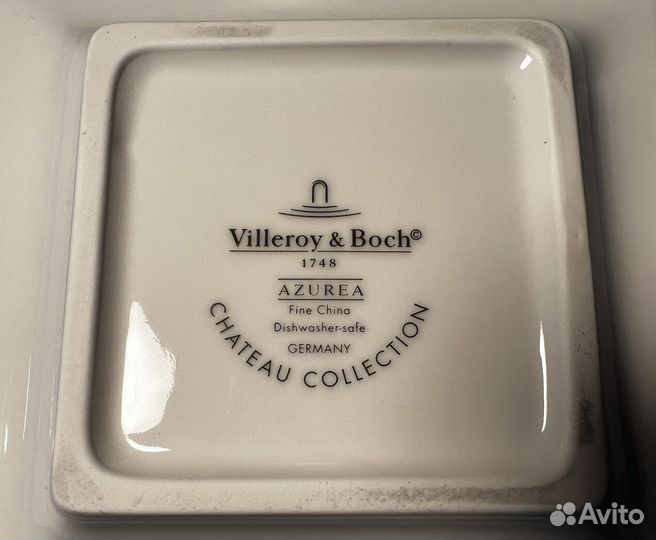 Villeroy & Boch©
1748
AZUREA
Fine China
Dishwasher-safe
GERMANY
CHATEAU COLLECTION
Avito